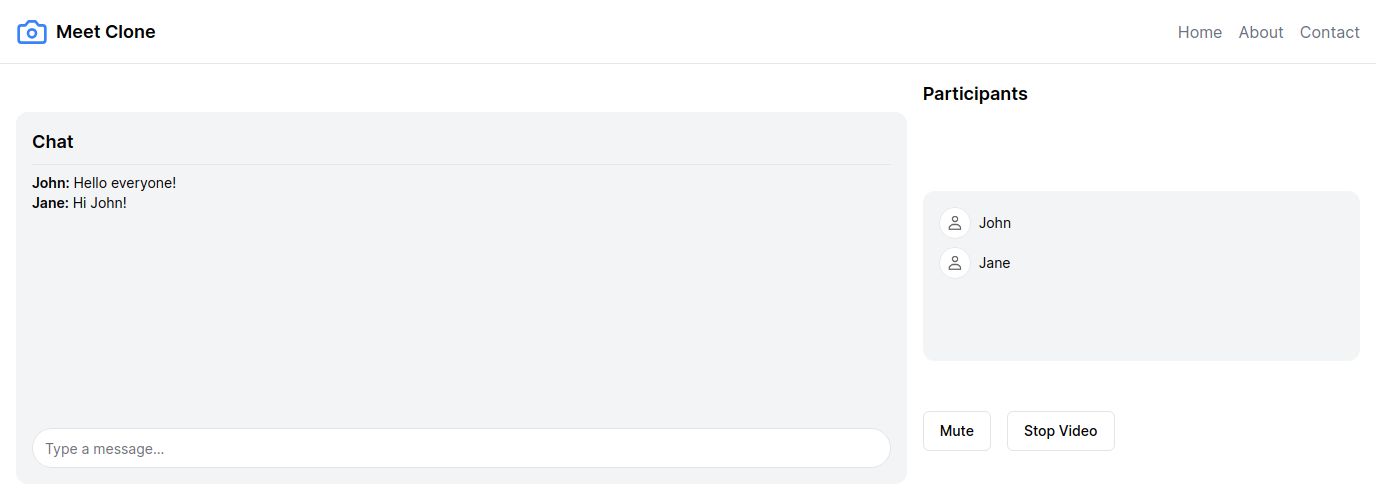 Meet Clone
Home About Contact
Chat
John: Hello everyone!
Jane: Hi John!
Type a message...
Participants
John
Jane
Mute Stop Video